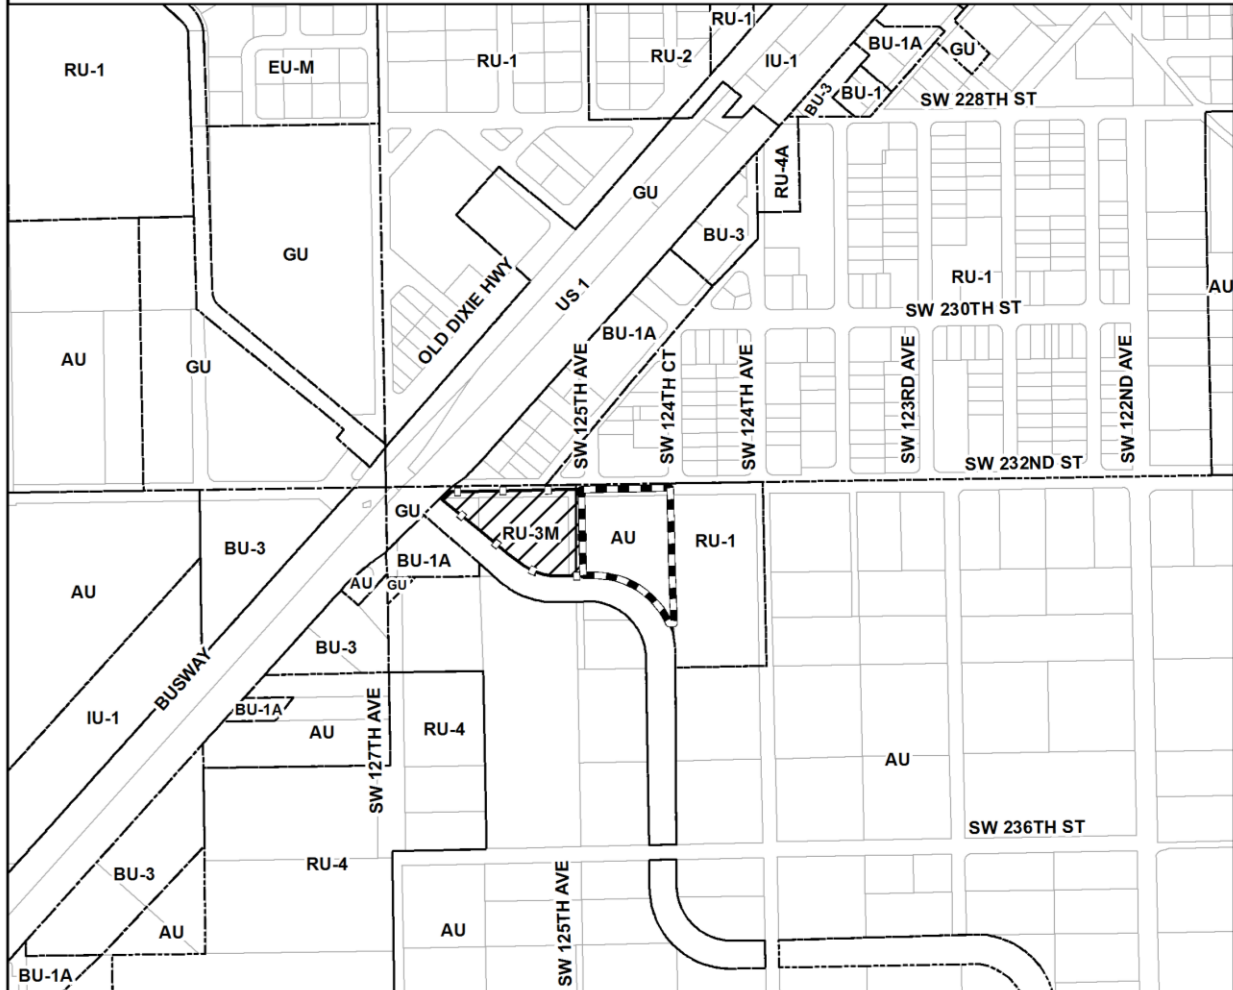 RU-1
BU-1A
GU
RU-1
EU-M
RU-1
RU-2
IU-1
BU-3
BU-1
SW 228TH ST
RU-4A
GU
BU-3
GU
US 1
RU-1
AU
OLD DIXIE HWY
SW 230TH ST
BU-1A
AU
GU
SW 125TH AVE
SW 124TH CT
SW 124TH AVE
SW 123RD AVE
SW 122ND AVE
SW 232ND ST
GU
RU-3M
AU
RU-1
BU-3
BU-1A
AU
GU
AU
BU-3
BUSWAY
BU-1A
IU-1
AU
SW 127TH AVE
RU-4
AU
SW 236TH ST
BU-3
RU-4
SW 125TH AVE
AU
AU
BU-1A